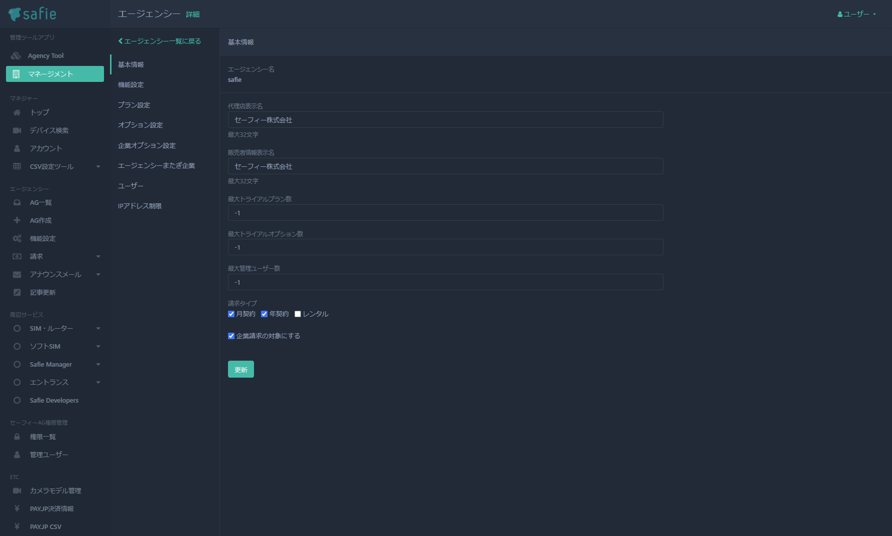 safie
エージェンシー 詳細
ユーザー
管理ツールアプリ
Agency Tool
マネージメント
マネジャー
トップ
デバイス検索
アカウント
CSV設定ツール
エージェンシー
AG一覧
AG作成
機能設定
請求
アナウンスメール
記事更新
周辺サービス
SIM・ルーター
ソフトSIM
Safie Manager
エントランス
Safie Developers
セーフィーAG権限管理
権限一覧
管理ユーザー
ETC
カメラモデル管理
PAY.JP決済情報
PAY.JP CSV
エージェンシー一覧に戻る
基本情報
機能設定
プラン設定
オプション設定
企業オプション設定
エージェンシーまたぎ企業
ユーザー
IPアドレス制限
基本情報
エージェンシー名
safie
代理店表示名
セーフィー株式会社
最大32文字
販売者情報表示名
セーフィー株式会社
最大32文字
最大トライアルプラン数
-1
最大トライアルオプション数
-1
最大管理ユーザー数
-1
請求タイプ
月契約 年契約 レンタル
企業請求の対象にする
更新